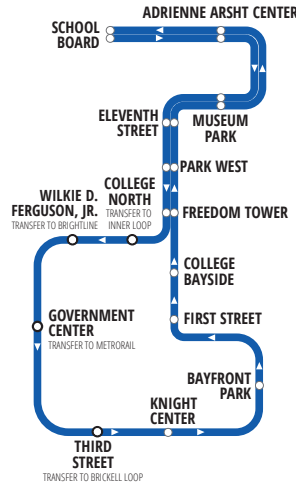 ADRIENNE ARSHT CENTER
SCHOOL
BOARD
ELEVENTH
STREET
MUSEUM
PARK
PARK WEST
COLLEGE
NORTH
TRANSFER TO
INNER LOOP
WILKIE D.
FERGUSON, JR.
TRANSFER TO BRIGHTLINE
FREEDOM TOWER
COLLEGE
BAYSIDE
FIRST STREET
GOVERNMENT
CENTER
TRANSFER TO METRORAIL
BAYFRONT
PARK
KNIGHT
CENTER
THIRD
STREET
TRANSFER TO BRICKELL LOOP